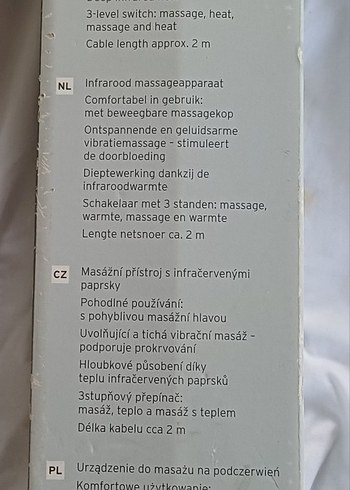 3-level switch: massage, heat,
massage and heat
Cable length approx. 2 m
NL Infrarood massageapparaat
Comfortabel in gebruik:
met beweegbare massagekop
Ontspannende en geluidsarme
vibratiemassage – stimuleert
de doorbloeding
Dieptewerking dankzij de
infraroodwarmte
Schakelaar met 3 standen: massage,
warmte, massage en warmte
Lengte netsnoer ca. 2 m
CZ Masážní přístroj s infračervenými
paprsky
Pohodlné používání:
s pohyblivou masážní hlavou
Uvolňující a tichá vibrační masáž –
podporuje prokrvování
Hloubkové působení díky
teplu infračervených paprsků
3stupňový přepínač:
masáž, teplo a masáž s teplem
Délka kabelu cca 2 m
PL Urządzenie do masażu na podczerwień
Komfortowe użytkowanie: